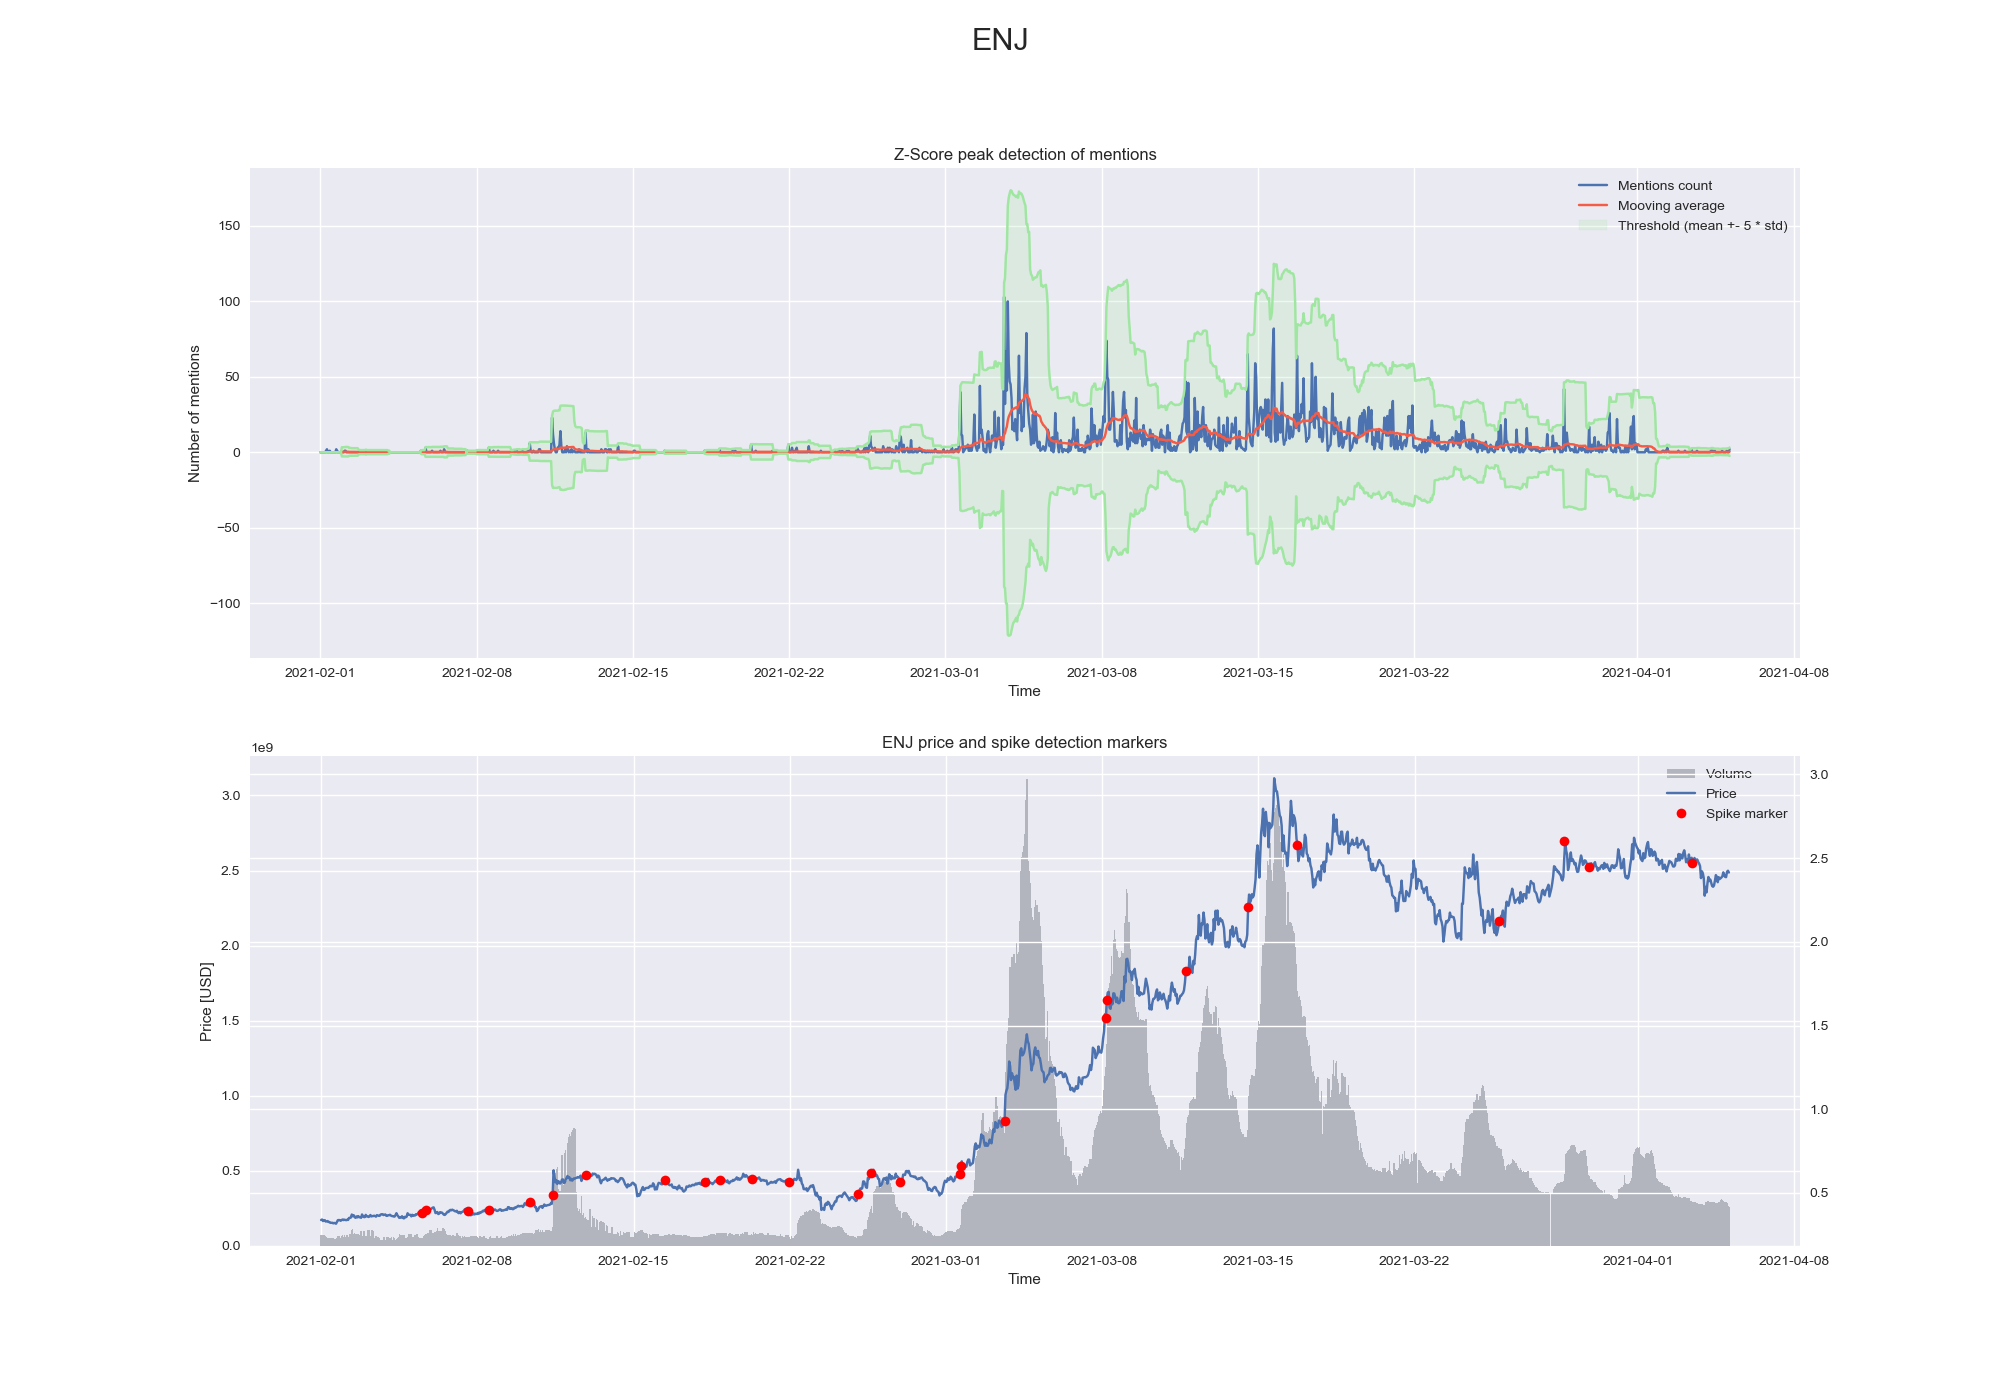 ENJ
Z-Score peak detection of mentions
Mentions count
Mooving average
Threshold (mean +- 5 * std)
Number of mentions
150
100
50
0
−50
−100
2021-02-01 2021-02-08 2021-02-15 2021-02-22 2021-03-01 2021-03-08 2021-03-15 2021-03-22 2021-04-01 2021-04-08
Time
ENJ price and spike detection markers
1e9
Volume
Price
Spike marker
Price [USD]
3.0
2.5
2.0
1.5
1.0
0.5
0.0
3.0
2.5
2.0
1.5
1.0
0.5
2021-02-01 2021-02-08 2021-02-15 2021-02-22 2021-03-01 2021-03-08 2021-03-15 2021-03-22 2021-04-01 2021-04-08
Time